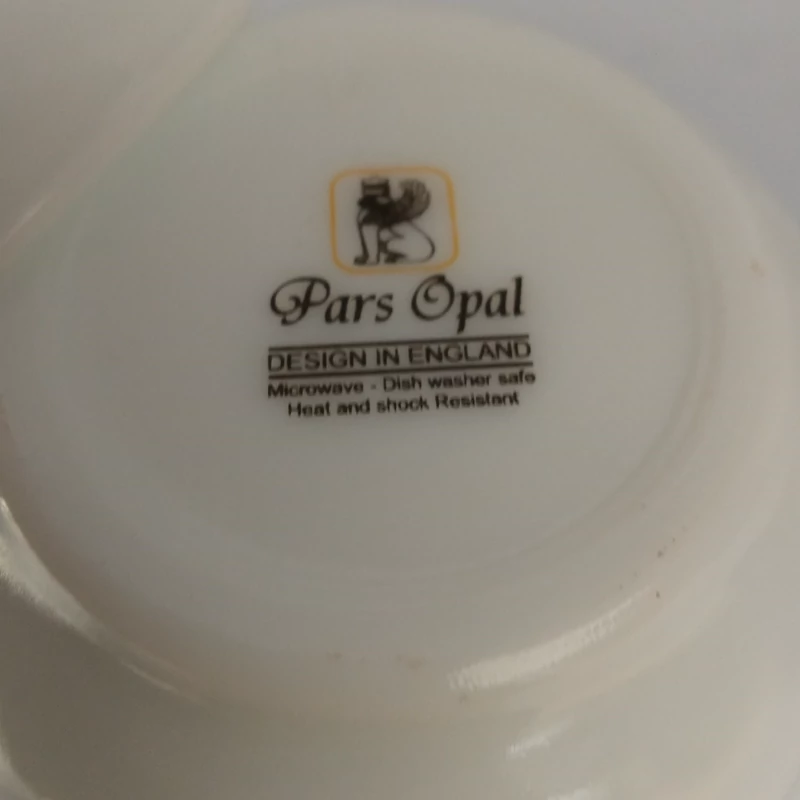 Pars Opal
DESIGN IN ENGLAND
Microwave - Dish washer safe
Heat and shock Resistant